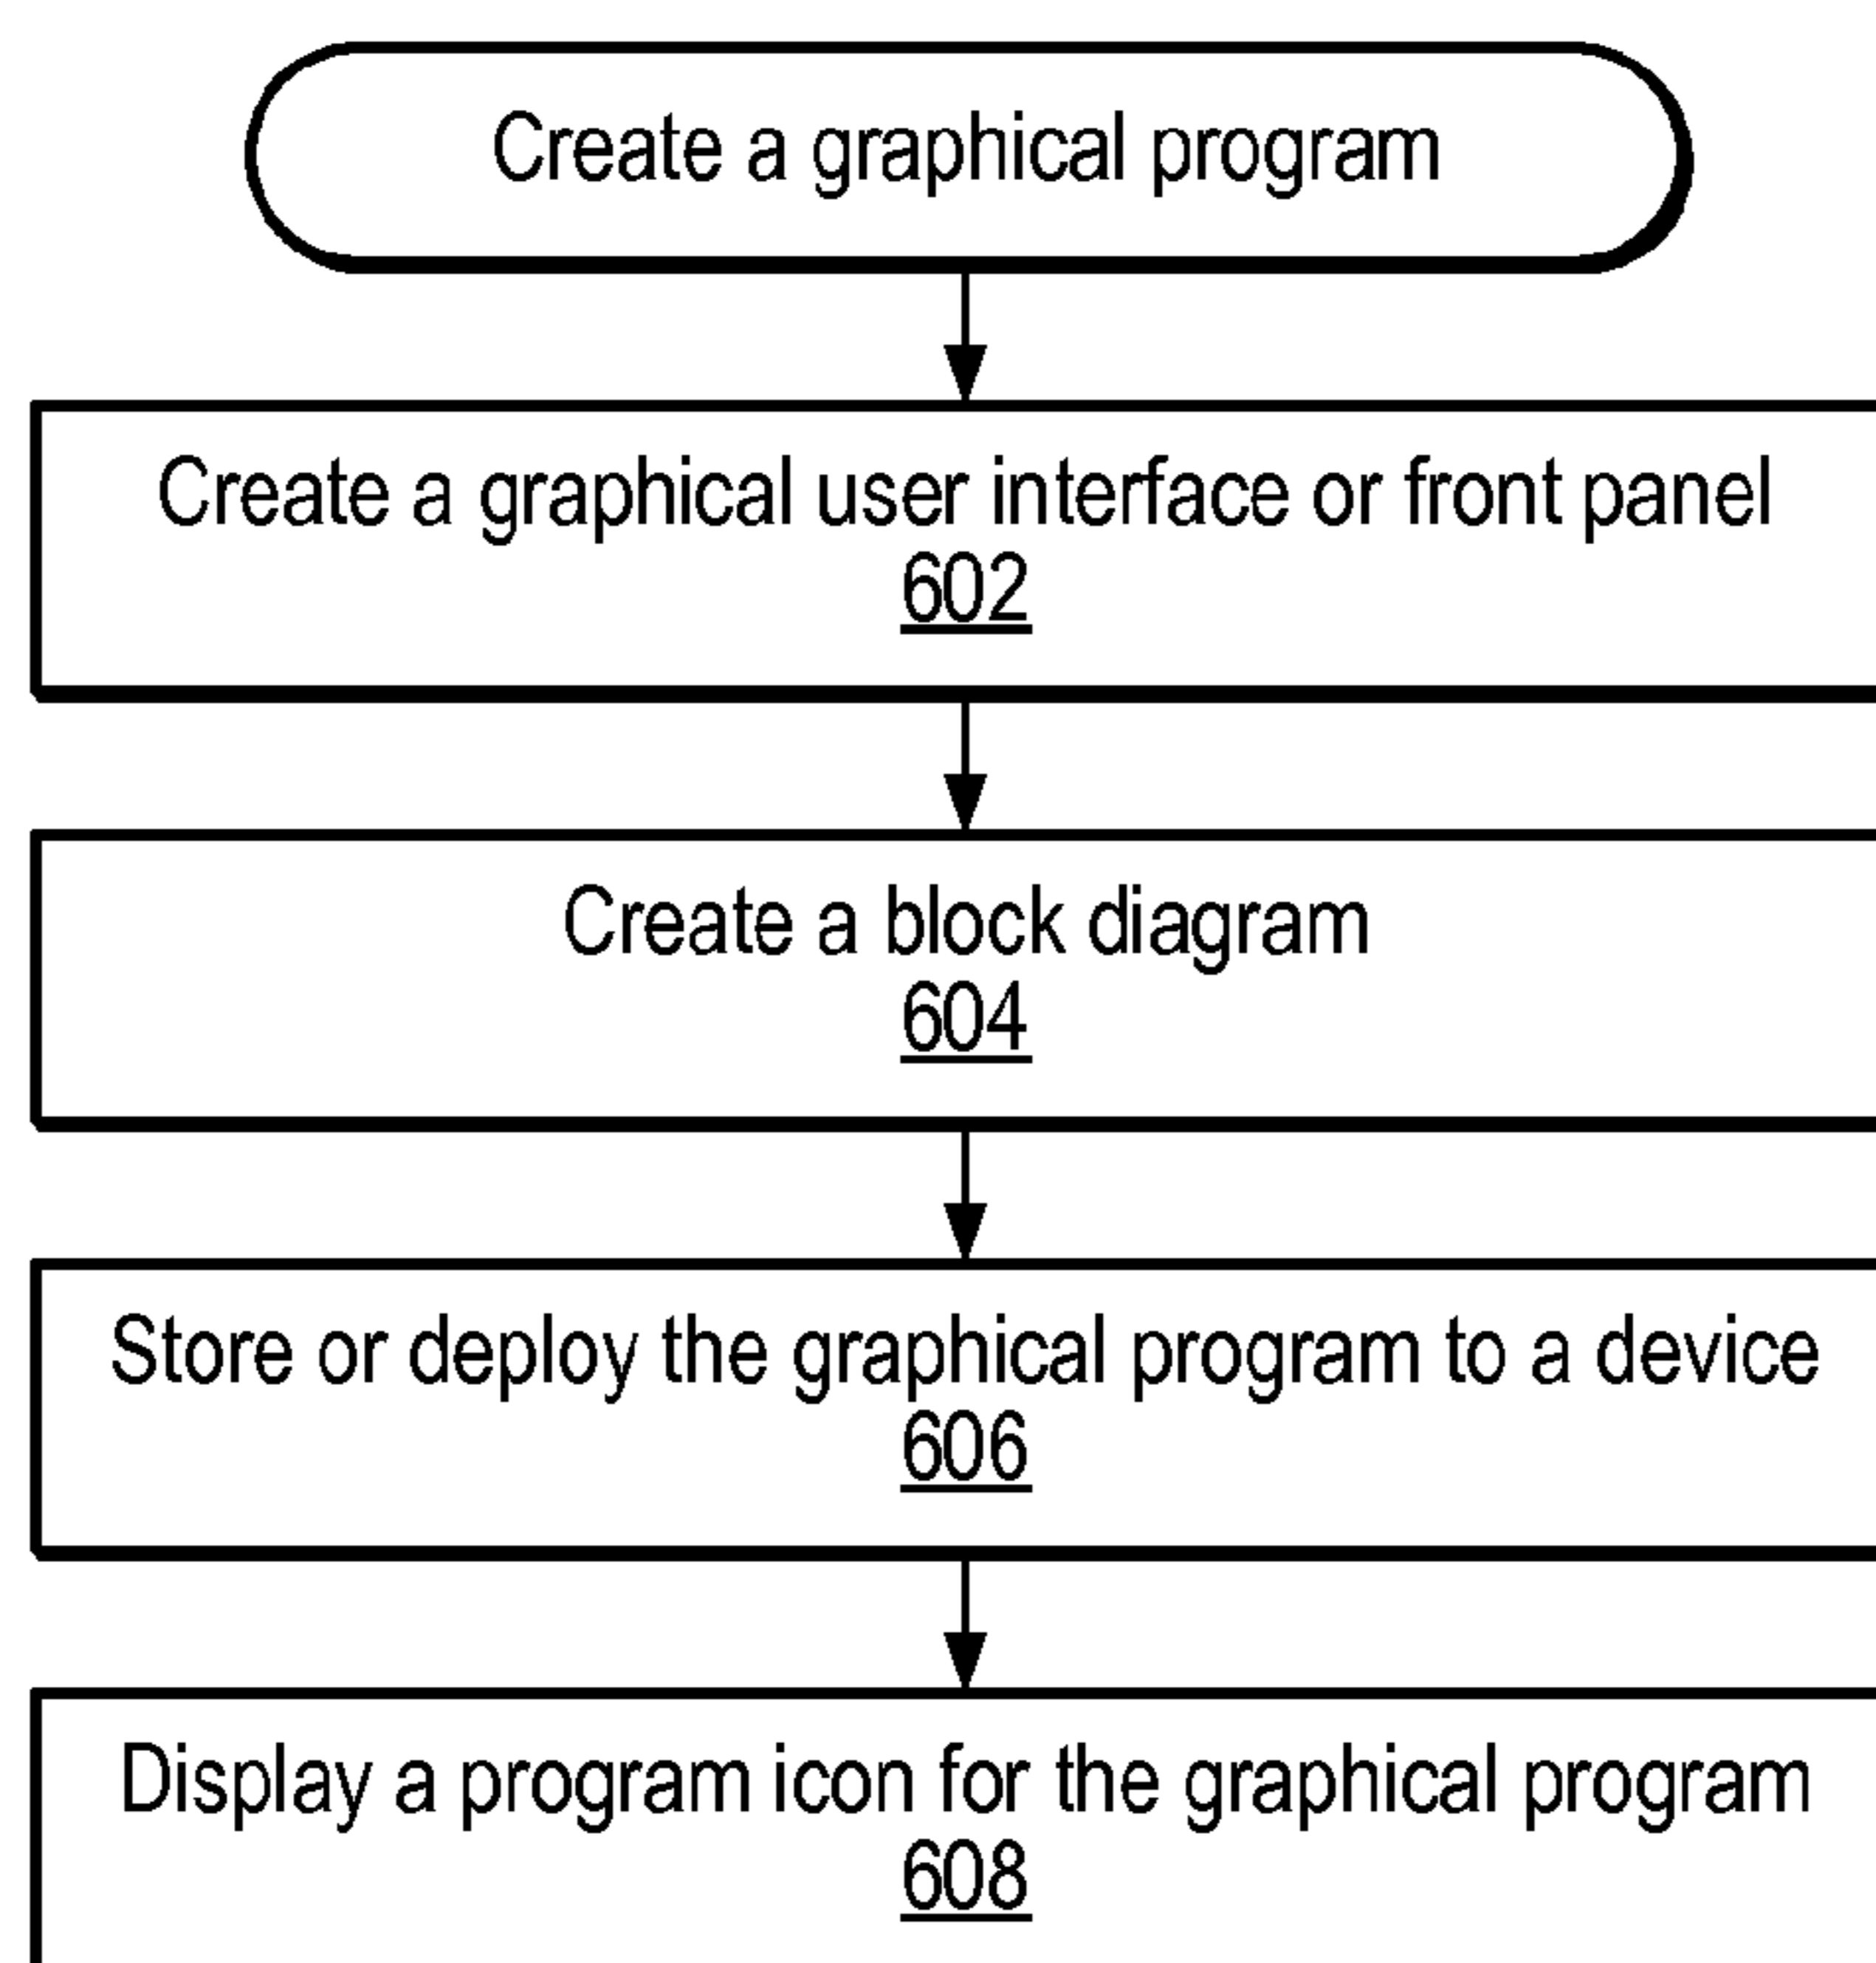 Create a graphical program
Create a graphical user interface or front panel
602
Create a block diagram
604
Store or deploy the graphical program to a device
606
Display a program icon for the graphical program
608